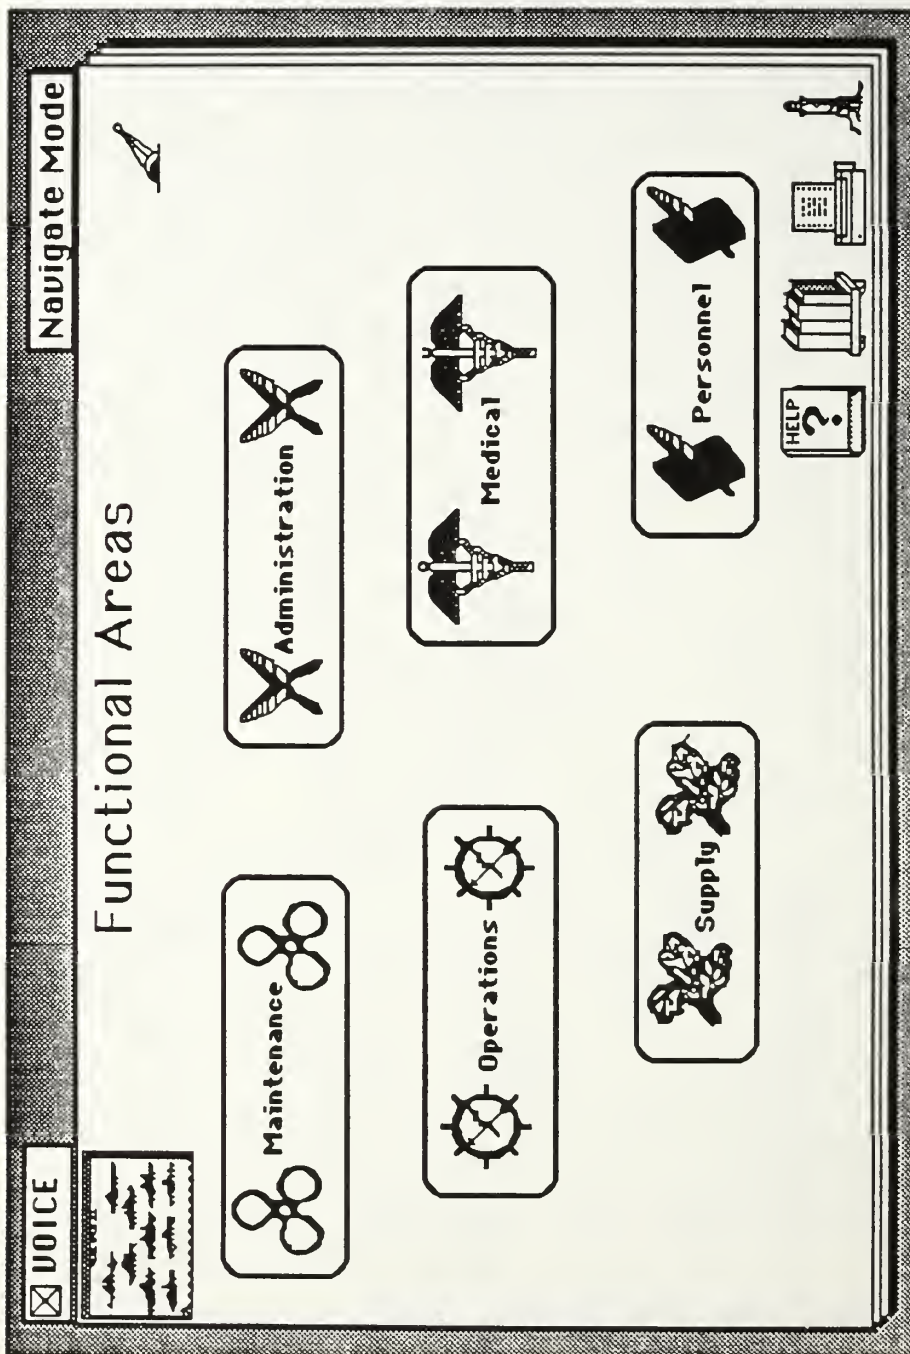 VOICE
Navigate Mode
Functional Areas
Maintenance
Administration
Operations
Medical
Supply
Personnel
HELP
?